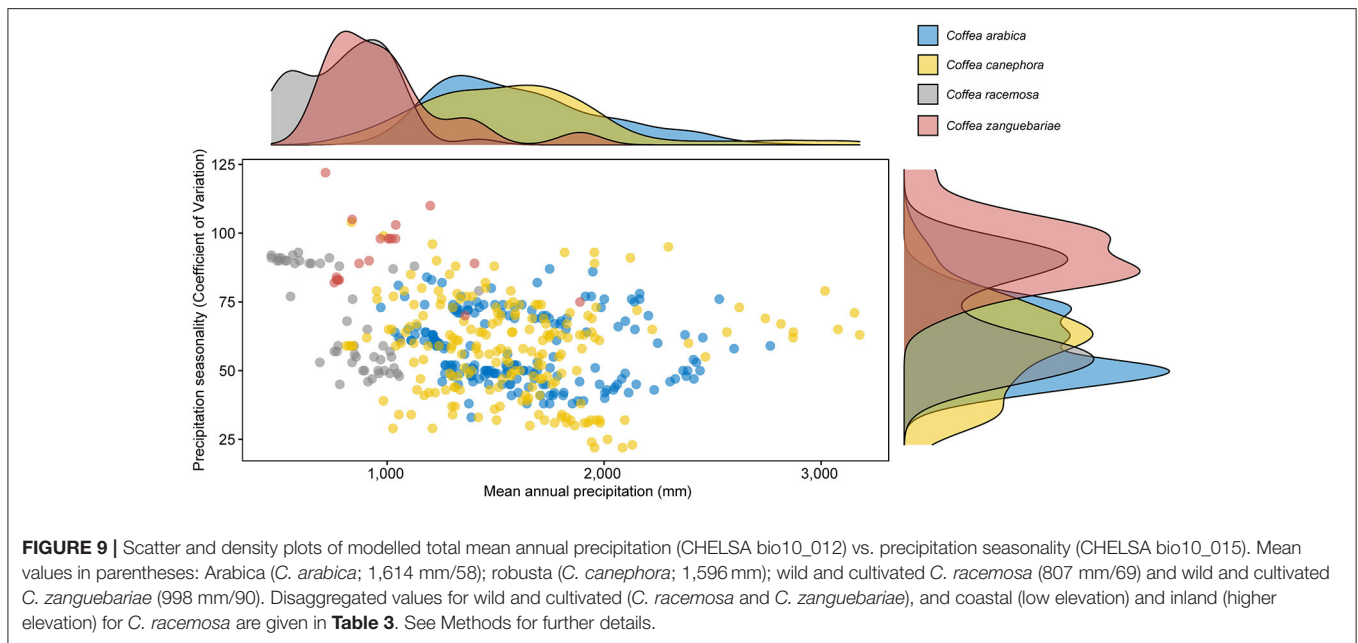 Coffea arabica
Coffea canephora
Coffea racemosa
Coffea zanguebariae
Precipitation seasonality (Coefficient of Variation)
125
100
75
50
25
1,000
2,000
3,000
Mean annual precipitation (mm)
FIGURE 9 | Scatter and density plots of modelled total mean annual precipitation (CHELSA bio10_012) vs. precipitation seasonality (CHELSA bio10_015). Mean
values in parentheses: Arabica (C. arabica; 1,614 mm/58); robusta (C. canephora; 1,596 mm); wild and cultivated C. racemosa (807 mm/69) and wild and cultivated
C. zanguebariae (998 mm/90). Disaggregated values for wild and cultivated (C. racemosa and C. zanguebariae), and coastal (low elevation) and inland (higher
elevation) for C. racemosa are given in Table 3. See Methods for further details.